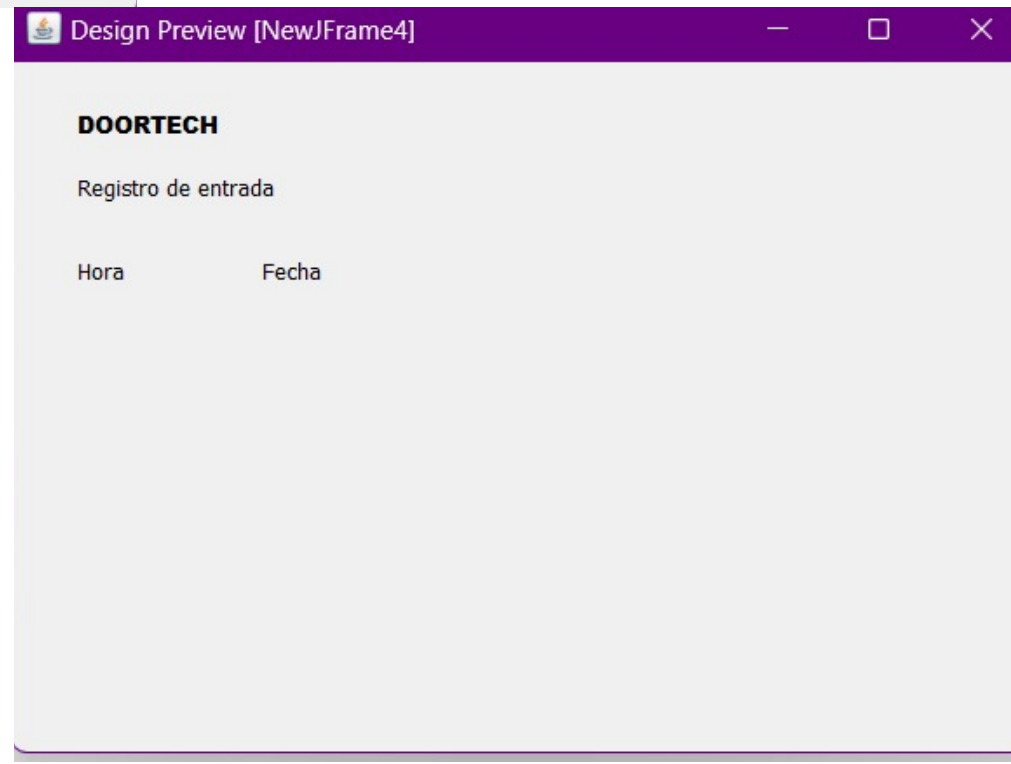 Design Preview [NewJFrame4]
DOORTECH
Registro de entrada
Hora Fecha